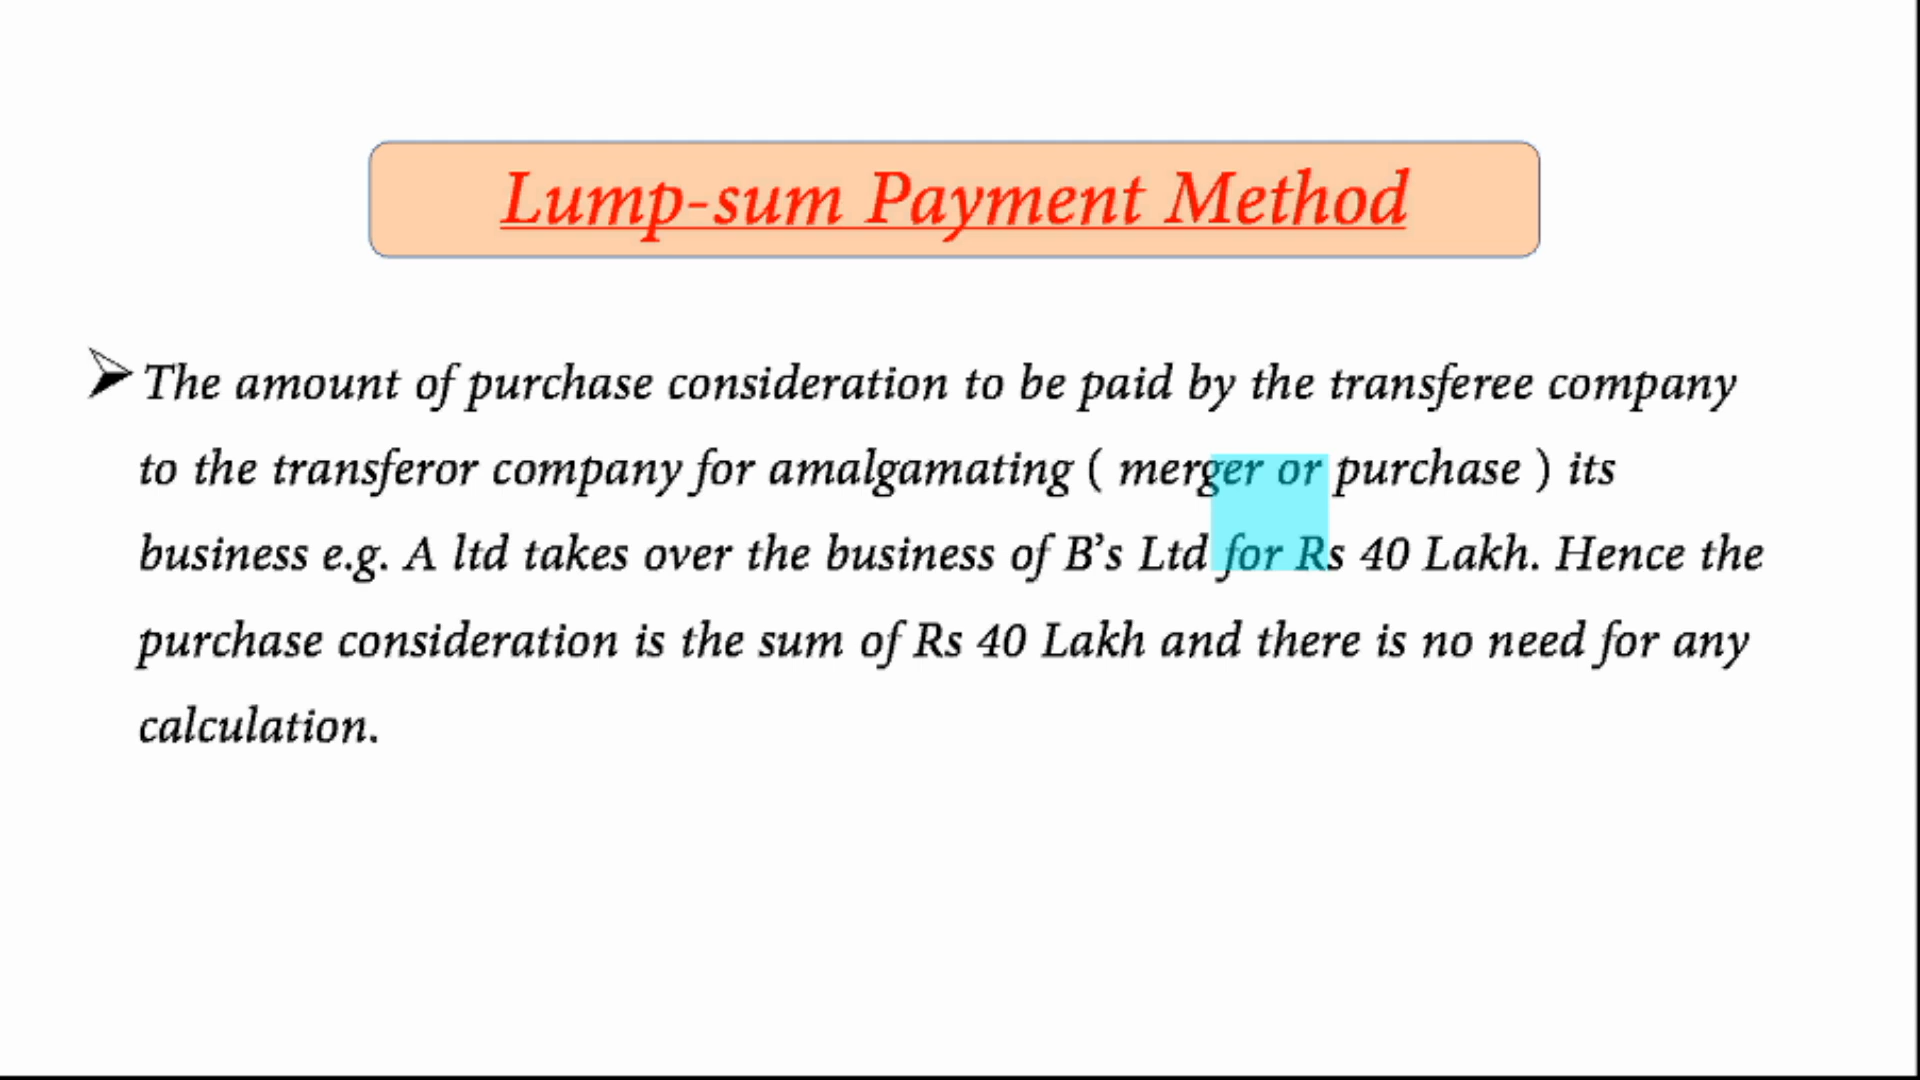 Lump-sum Payment Method
The amount of purchase consideration to be paid by the transferee company
to the transferor company for amalgamating ( merger or purchase ) its
business e.g. A ltd takes over the business of B’s Ltd for Rs 40 Lakh. Hence the
purchase consideration is the sum of Rs 40 Lakh and there is no need for any
calculation.